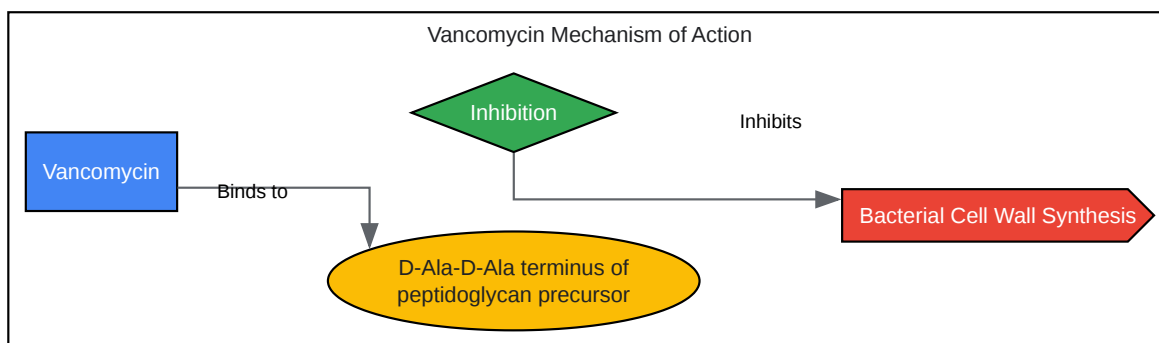 Vancomycin Mechanism of Action
Inhibition
Inhibits
Vancomycin
Binds to
Bacterial Cell Wall Synthesis
D-Ala-D-Ala terminus of
peptidoglycan precursor